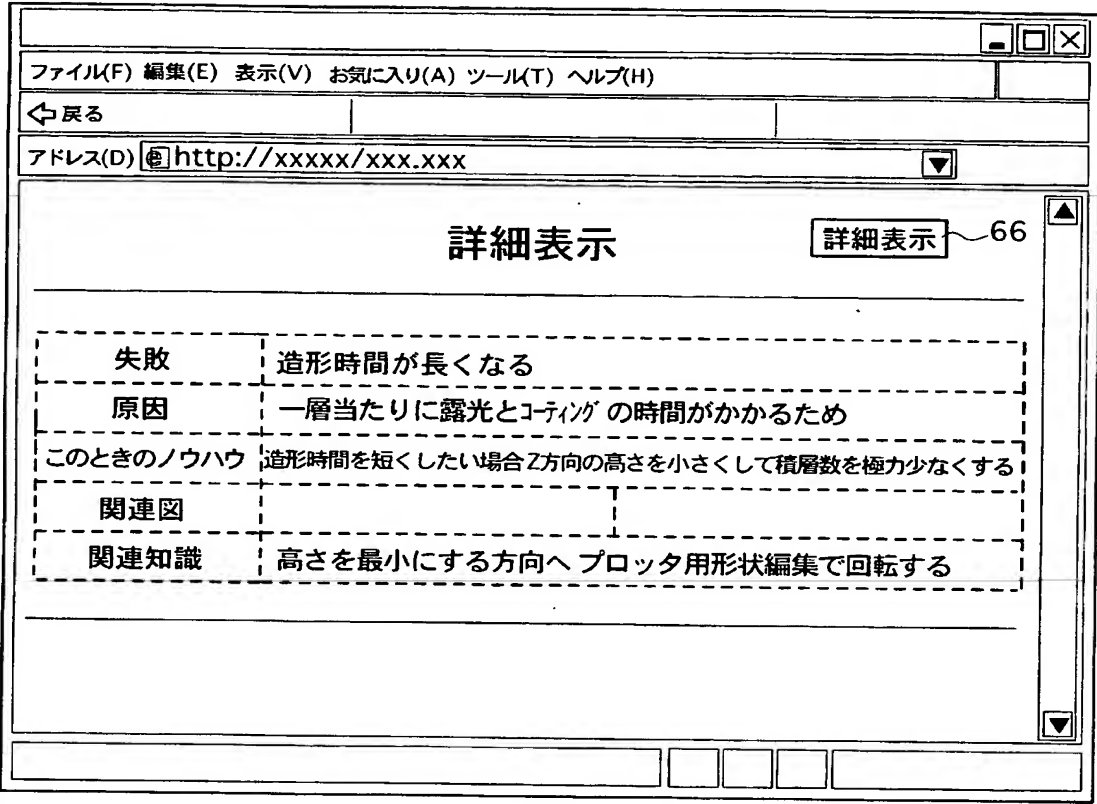 ファイル(F) 編集(E) 表示(V) お気に入り(A) ツール(T) ヘルプ(H)
戻る
アドレス(D) e http://xxxxx/xxx.xxx
詳細表示 詳細表示 66
失敗 造形時間が長くなる
原因 一層当たりに露光とコーティングの時間がかかるため
このときのノウハウ 造形時間を短くしたい場合Z方向の高さを小さくして積層数を極力少なくする
関連図
関連知識 高さを最小にする方向へ プロッタ用形状編集で回転する